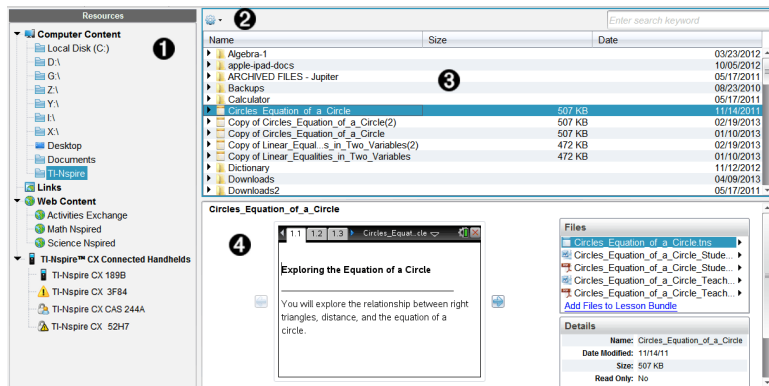 Resources
Computer Content
Local Disk (C:)
D:\
G:\
Z:\
Y:\
I:\
X:\
Desktop
Documents
TI-Nspire
Links
Web Content
Activities Exchange
Math Nspired
Science Nspired
TI-Nspire™ CX Connected Handhelds
TI-Nspire CX 189B
TI-Nspire CX 3F84
TI-Nspire CX CAS 244A
TI-Nspire CX 52H7
1
2
Enter search keyword
Name Size Date
Algebra-1 03/23/2012
apple-ipad-docs 10/05/2012
ARCHIVED FILES - Jupiter 05/17/2011
Backups 08/23/2010
Calculator 05/17/2011
3
Circles_Equation_of_a_Circle 507 KB 11/14/2011
Copy of Circles_Equation_of_a_Circle(2) 507 KB 02/19/2013
Copy of Circles_Equation_of_a_Circle 507 KB 01/10/2013
Copy of Linear_Equal...s_in_Two_Variables(2) 472 KB 02/19/2013
Copy of Linear_Equalities_in_Two_Variables 472 KB 01/10/2013
Dictionary 11/12/2012
Downloads 04/09/2013
Downloads2 05/17/2011
Circles_Equation_of_a_Circle
4
1.1 1.2 1.3 Circles_Equat...cle
Exploring the Equation of a Circle
You will explore the relationship between right
triangles, distance, and the equation of a
circle.
Files
Circles_Equation_of_a_Circle.tns
Circles_Equation_of_a_Circle_Stude...
Circles_Equation_of_a_Circle_Stude...
Circles_Equation_of_a_Circle_Teach...
Circles_Equation_of_a_Circle_Teach...
Add Files to Lesson Bundle
Details
Name: Circles_Equation_of_a_Circle
Date Modified: 11/14/11
Size: 507 KB
Read Only: No